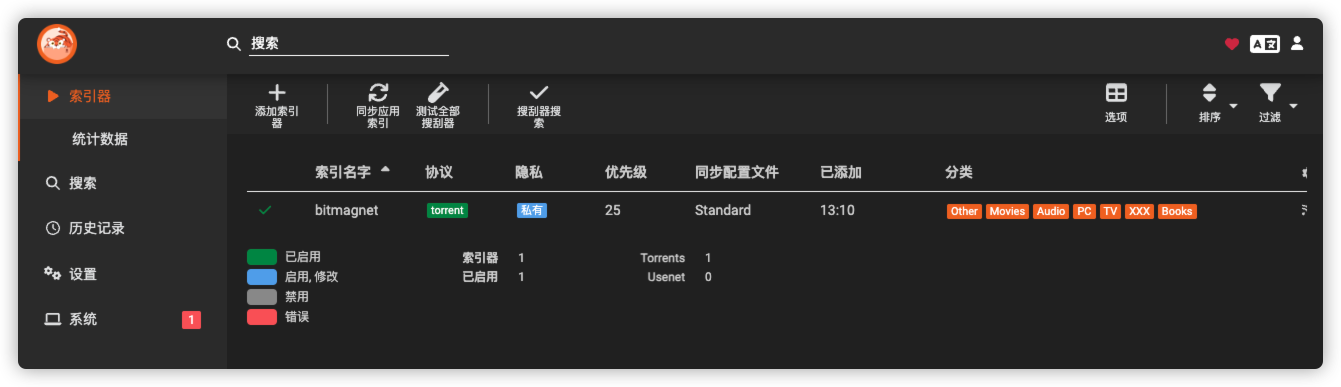 搜索
A 文
索引器
统计数据
搜索
历史记录
设置
系统 1
添加索引
器
同步应用
索引
测试全部
搜刮器
搜刮器搜
索
选项
排序
过滤
索引名字 协议 隐私 优先级 同步配置文件 已添加 分类
bitmagnet torrent 私有 25 Standard 13:10 Other Movies Audio PC TV XXX Books
已启用 索引器 1 Torrents 1
启用, 修改 已启用 1 Usenet 0
禁用
错误